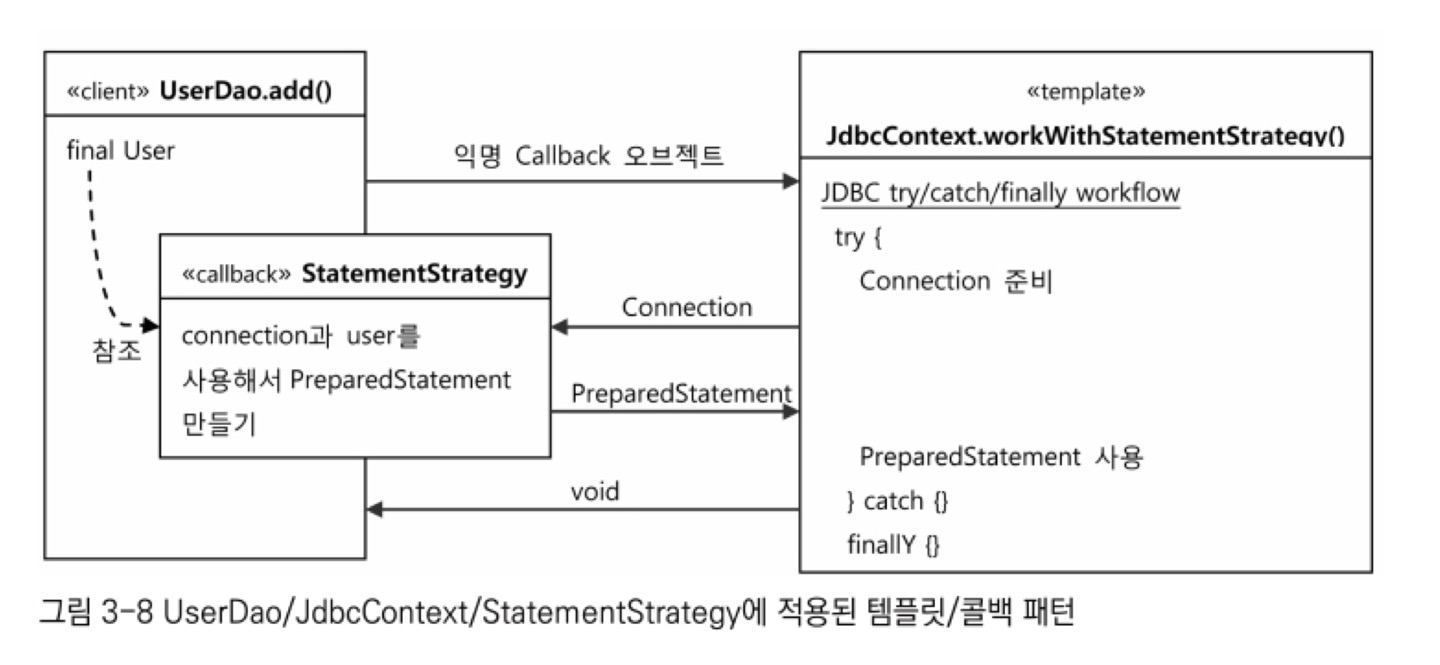 «client» UserDao.add()
final User
참조
«callback» StatementStrategy
connection과 user를
사용해서 PreparedStatement
만들기
익명 Callback 오브젝트
Connection
PreparedStatement
void
«template»
JdbcContext.workWithStatementStrategy()
JDBC try/catch/finally workflow
try {
Connection 준비
PreparedStatement 사용
} catch {}
finallY {}
그림 3-8 UserDao/JdbcContext/StatementStrategy에 적용된 템플릿/콜백 패턴